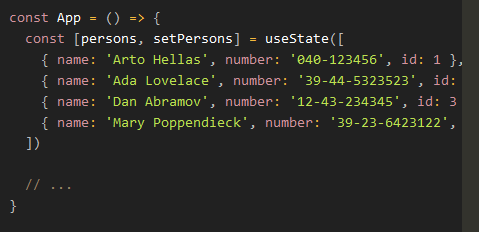 const App = () => {
const [persons, setPersons] = useState([
{ name: 'Arto Hellas', number: '040-123456', id: 1 },
{ name: 'Ada Lovelace', number: '39-44-5323523', id:
{ name: 'Dan Abramov', number: '12-43-234345', id: 3
{ name: 'Mary Poppendieck', number: '39-23-6423122',
])
// ...
}